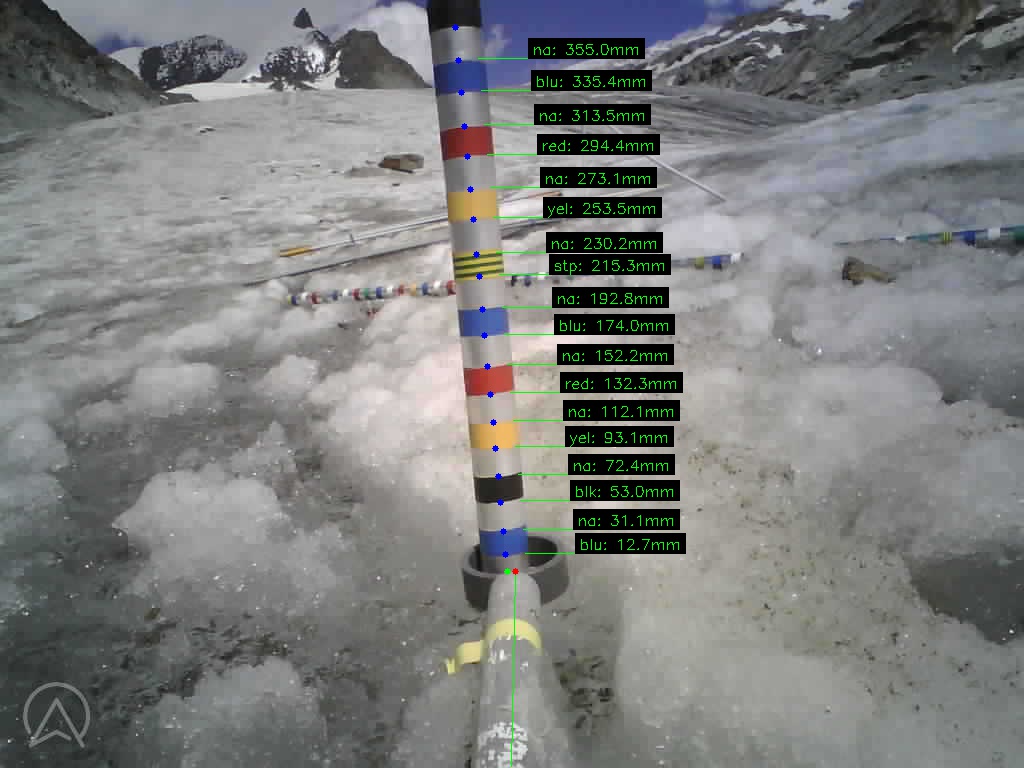 na: 355.0mm
blu: 335.4mm
na: 313.5mm
red: 294.4mm
na: 273.1mm
yel: 253.5mm
na: 230.2mm
stp: 215.3mm
na: 192.8mm
blu: 174.0mm
na: 152.2mm
red: 132.3mm
na: 112.1mm
yel: 93.1mm
na: 72.4mm
blk: 53.0mm
na: 31.1mm
blu: 12.7mm